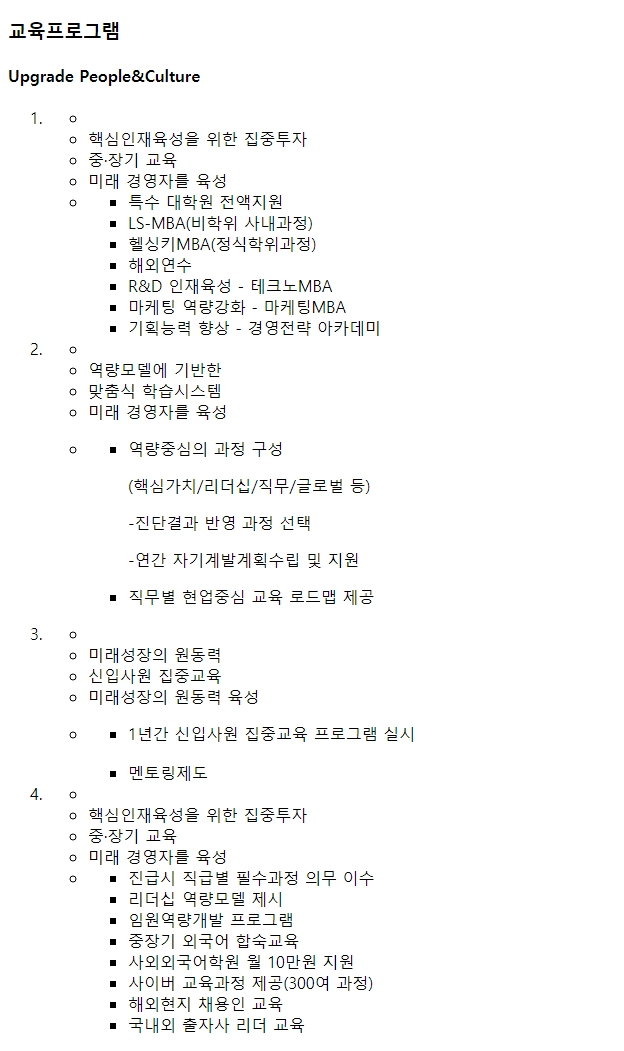 교육프로그램
Upgrade People&Culture
1.
핵심인재육성을 위한 집중투자
중·장기 교육
미래 경영자를 육성
특수 대학원 전액지원
LS-MBA(비학위 사내과정)
헬싱키MBA(정식학위과정)
해외연수
R&D 인재육성 - 테크노MBA
마케팅 역량강화 - 마케팅MBA
기획능력 향상 - 경영전략 아카데미
2.
역량모델에 기반한
맞춤식 학습시스템
미래 경영자를 육성
역량중심의 과정 구성
(핵심가치/리더십/직무/글로벌 등)
-진단결과 반영 과정 선택
-연간 자기계발계획수립 및 지원
직무별 현업중심 교육 로드맵 제공
3.
미래성장의 원동력
신입사원 집중교육
미래성장의 원동력 육성
1년간 신입사원 집중교육 프로그램 실시
멘토링제도
4.
핵심인재육성을 위한 집중투자
중·장기 교육
미래 경영자를 육성
진급시 직급별 필수과정 의무 이수
리더십 역량모델 제시
임원역량개발 프로그램
중장기 외국어 합숙교육
사외외국어학원 월 10만원 지원
사이버 교육과정 제공(300여 과정)
해외현지 채용인 교육
국내외 출자사 리더 교육